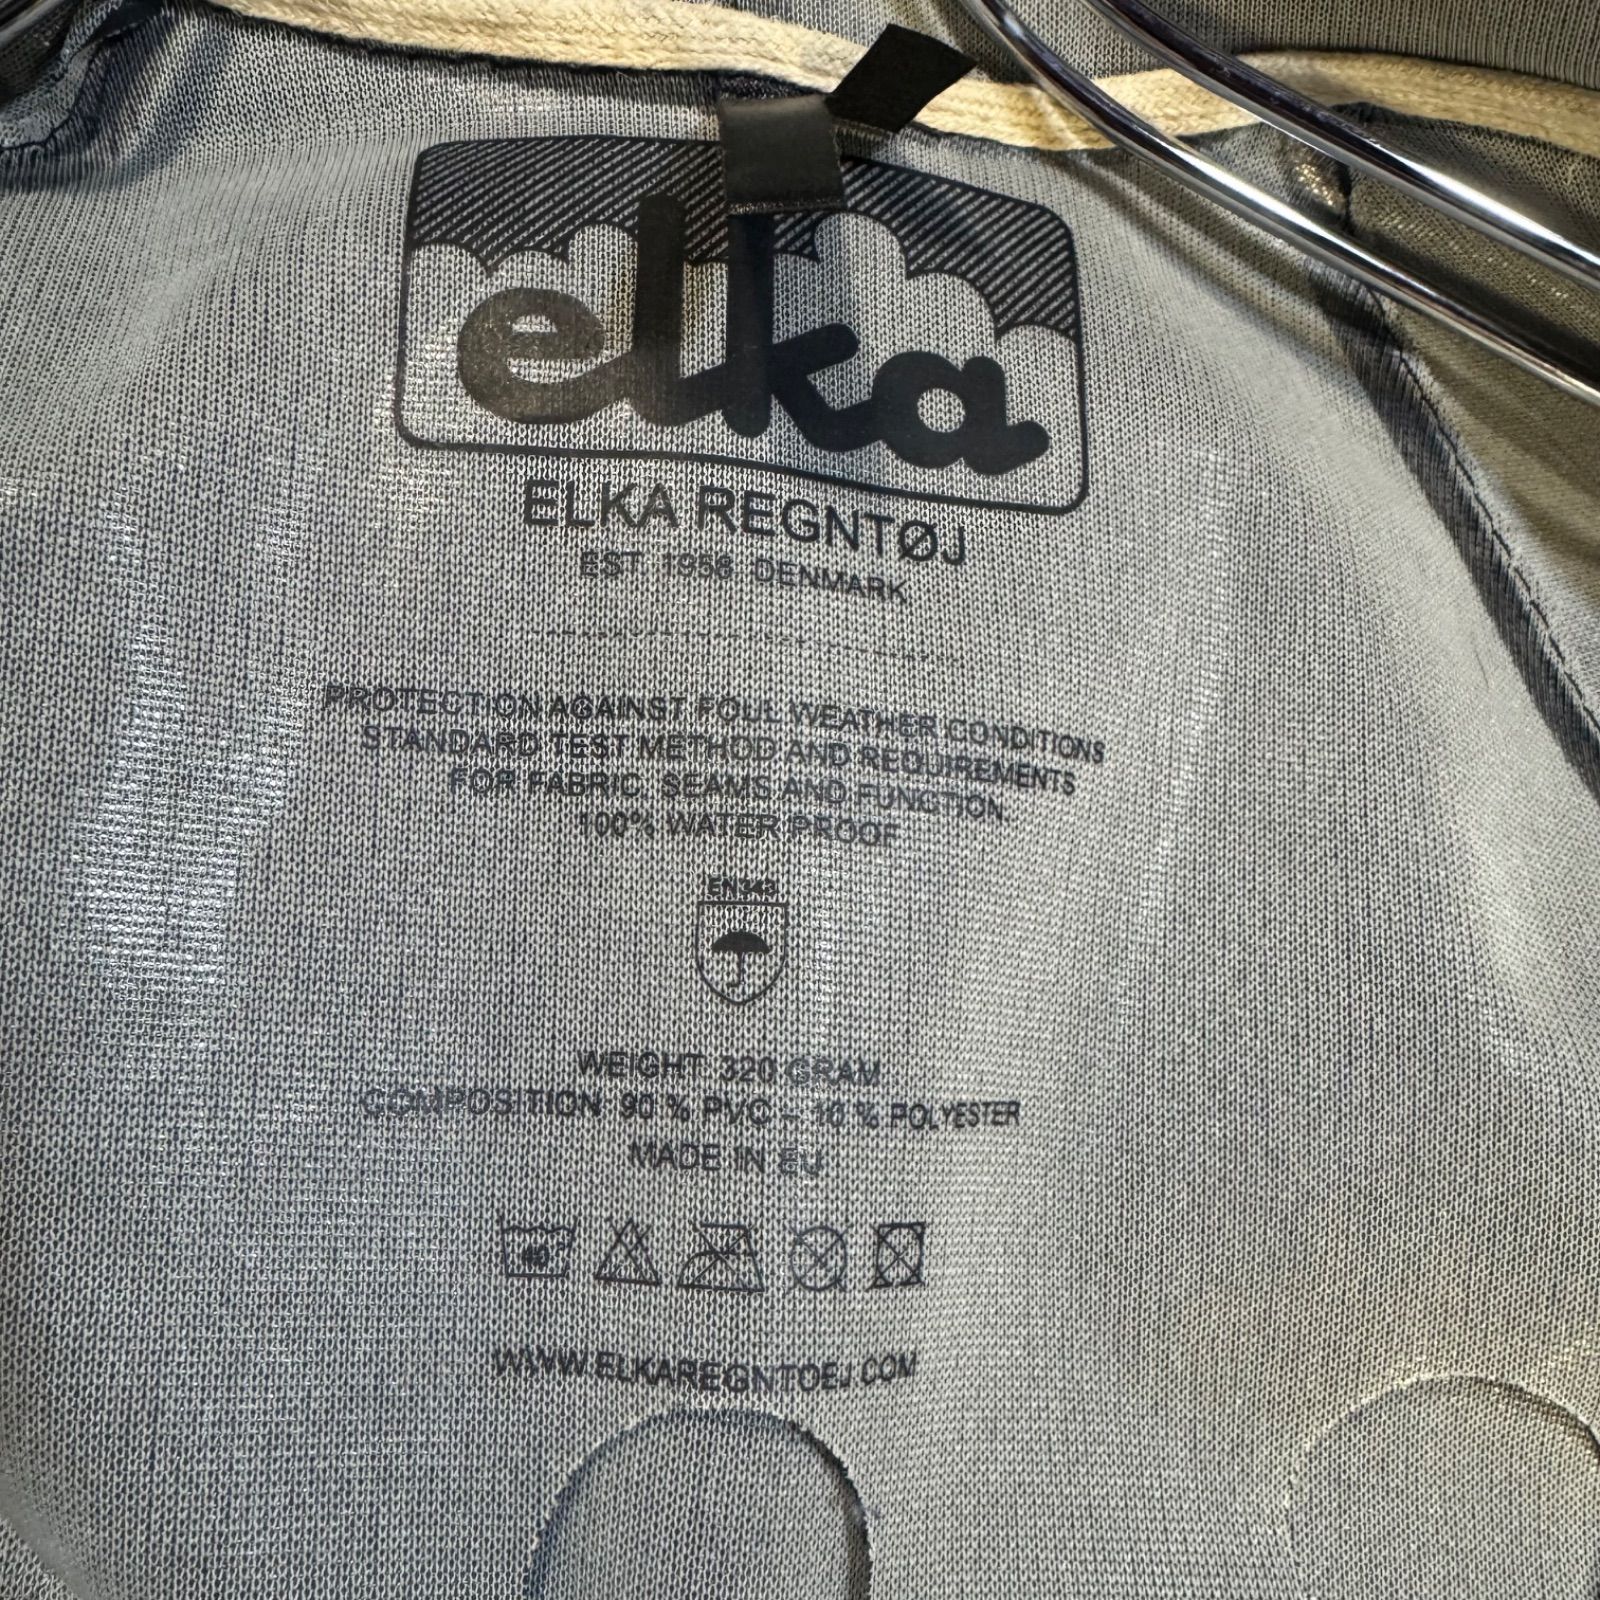 elka
ELKA REGNTØJ
EST. 1958 DENMARK
PROTECTION AGAINST FOUL WEATHER CONDITIONS
STANDARD TEST METHOD AND REQUIREMENTS
FOR FABRIC, SEAMS AND FUNCTION.
100% WATER PROOF
EN343
WEIGHT: 320 GRAM
COMPOSITION: 90 % PVC – 10 % POLYESTER
MADE IN EU
40°
WWW.ELKAREGNTOEJ.COM